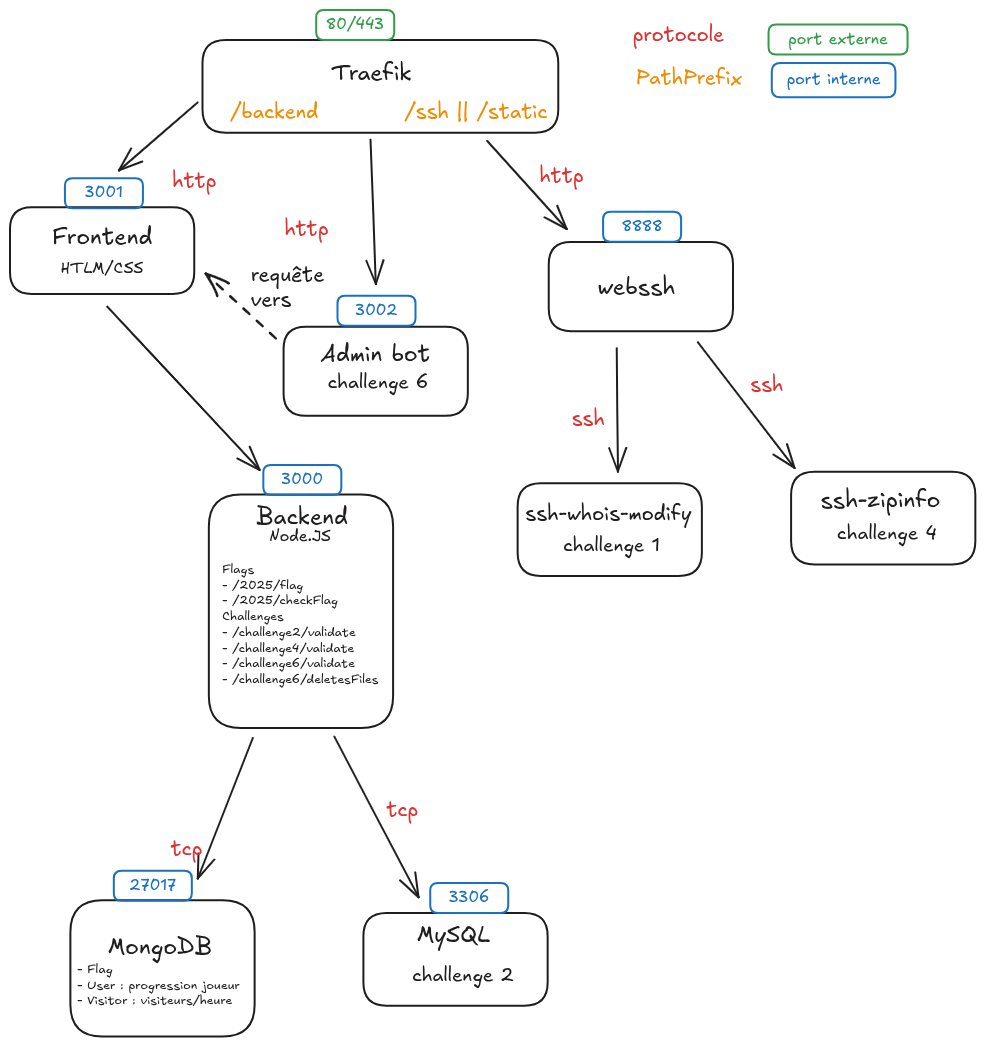 80/443
protocole
port externe
Traefik
PathPrefix
port interne
/backend
/ssh || /static
3001
http
http
8888
http
Frontend
HTLM/CSS
requête
vers
webssh
3002
Admin bot
challenge 6
ssh
ssh
3000
Backend
Node.JS
ssh-whois-modify
challenge 1
ssh-zipinfo
challenge 4
Flags
- /2025/flag
- /2025/checkFlag
Challenges
- /challenge2/validate
- /challenge4/validate
- /challenge6/validate
- /challenge6/deletesFiles
tcp
tcp
27017
3306
MongoDB
- Flag
- User : progression joueur
- Visitor : visiteurs/heure
MySQL
challenge 2